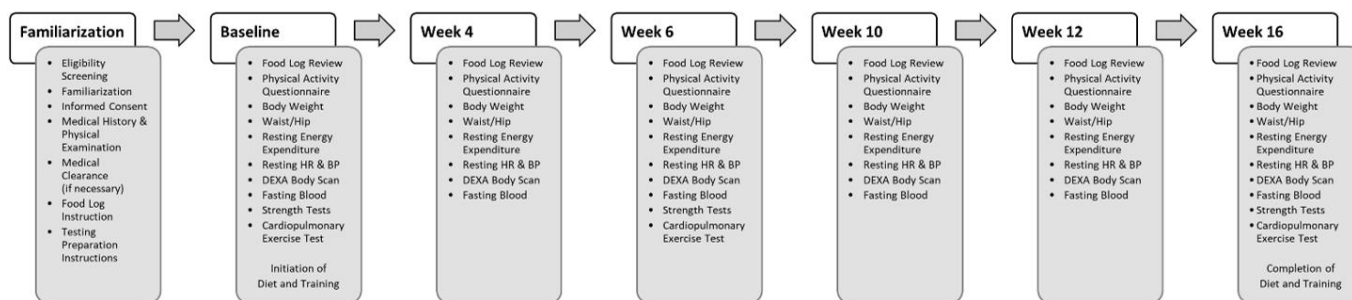 Familiarization
• Eligibility
Screening
• Familiarization
• Informed Consent
• Medical History &
Physical
Examination
• Medical
Clearance
(if necessary)
• Food Log
Instruction
• Testing
Preparation
Instructions
Baseline
• Food Log Review
• Physical Activity
Questionnaire
• Body Weight
• Waist/Hip
• Resting Energy
Expenditure
• Resting HR & BP
• DEXA Body Scan
• Fasting Blood
• Strength Tests
• Cardiopulmonary
Exercise Test
Initiation of
Diet and Training
Week 4
• Food Log Review
• Physical Activity
Questionnaire
• Body Weight
• Waist/Hip
• Resting Energy
Expenditure
• Resting HR & BP
• DEXA Body Scan
• Fasting Blood
Week 6
• Food Log Review
• Physical Activity
Questionnaire
• Body Weight
• Waist/Hip
• Resting Energy
Expenditure
• Resting HR & BP
• DEXA Body Scan
• Fasting Blood
• Strength Tests
• Cardiopulmonary
Exercise Test
Week 10
• Food Log Review
• Physical Activity
Questionnaire
• Body Weight
• Waist/Hip
• Resting Energy
Expenditure
• Resting HR & BP
• DEXA Body Scan
• Fasting Blood
Week 12
• Food Log Review
• Physical Activity
Questionnaire
• Body Weight
• Waist/Hip
• Resting Energy
Expenditure
• Resting HR & BP
• DEXA Body Scan
• Fasting Blood
Week 16
• Food Log Review
• Physical Activity
Questionnaire
• Body Weight
• Waist/Hip
• Resting Energy
Expenditure
• Resting HR & BP
• DEXA Body Scan
• Fasting Blood
• Strength Tests
• Cardiopulmonary
Exercise Test
Completion of
Diet and Training